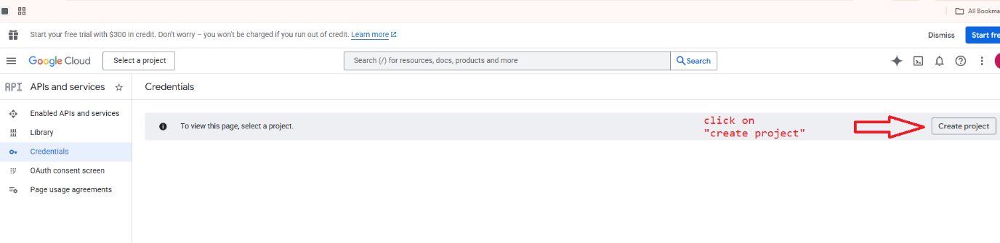 All Bookma
Start your free trial with $300 in credit. Don't worry – you won't be charged if you run out of credit. Learn more
Dismiss
Start fre
Google Cloud
Select a project
Search (/) for resources, docs, products and more
Search
API
APIs and services
Credentials
Enabled APIs and services
Library
Credentials
OAuth consent screen
Page usage agreements
To view this page, select a project.
click on
"create project"
Create project